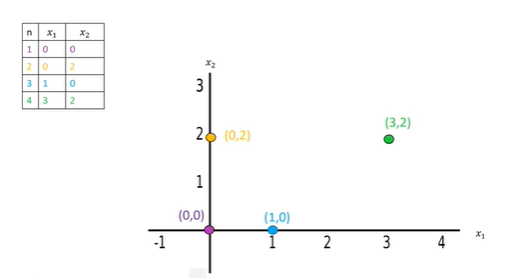 n x₁ x₂
1 0 0
2 0 2
3 1 0
4 3 2
x₂
3
2 (0,2)
(3,2)
1
(0,0) (1,0)
-1 1 2 3 4 x₁